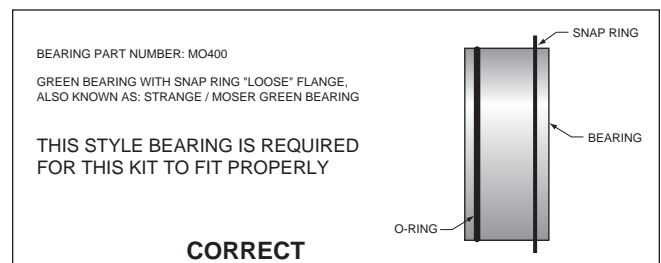 BEARING PART NUMBER: MO400
GREEN BEARING WITH SNAP RING "LOOSE" FLANGE,
ALSO KNOWN AS: STRANGE / MOSER GREEN BEARING
THIS STYLE BEARING IS REQUIRED
FOR THIS KIT TO FIT PROPERLY
CORRECT
SNAP RING
BEARING
O-RING